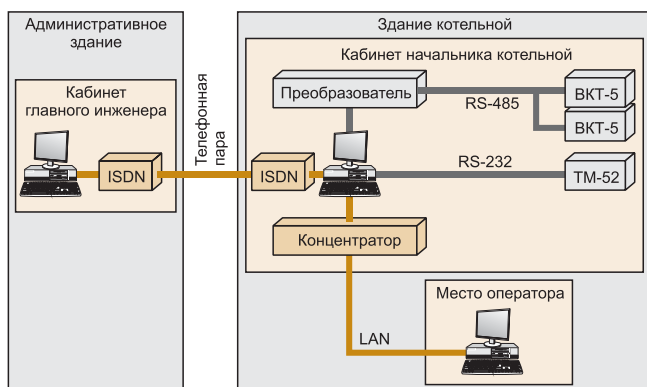 Административное
здание
Кабинет
главного инженера
ISDN
Телефонная
пара
Здание котельной
Кабинет начальника котельной
Преобразователь
RS-485
ВКТ-5
ВКТ-5
ISDN
RS-232
ТМ-52
Концентратор
Место оператора
LAN